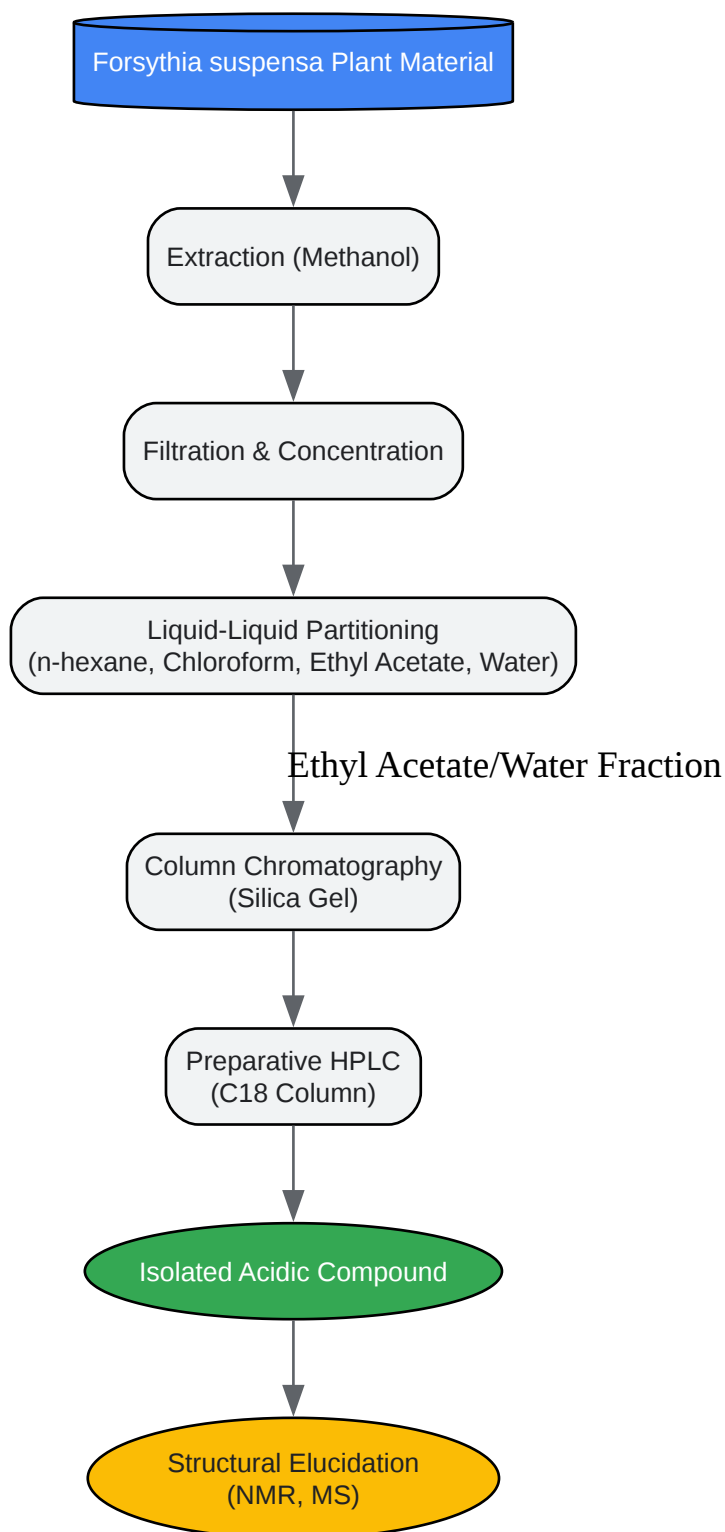 Forsythia suspensa Plant Material
Extraction (Methanol)
Filtration & Concentration
Liquid-Liquid Partitioning
(n-hexane, Chloroform, Ethyl Acetate, Water)
Ethyl Acetate/Water Fraction
Column Chromatography
(Silica Gel)
Preparative HPLC
(C18 Column)
Isolated Acidic Compound
Structural Elucidation
(NMR, MS)